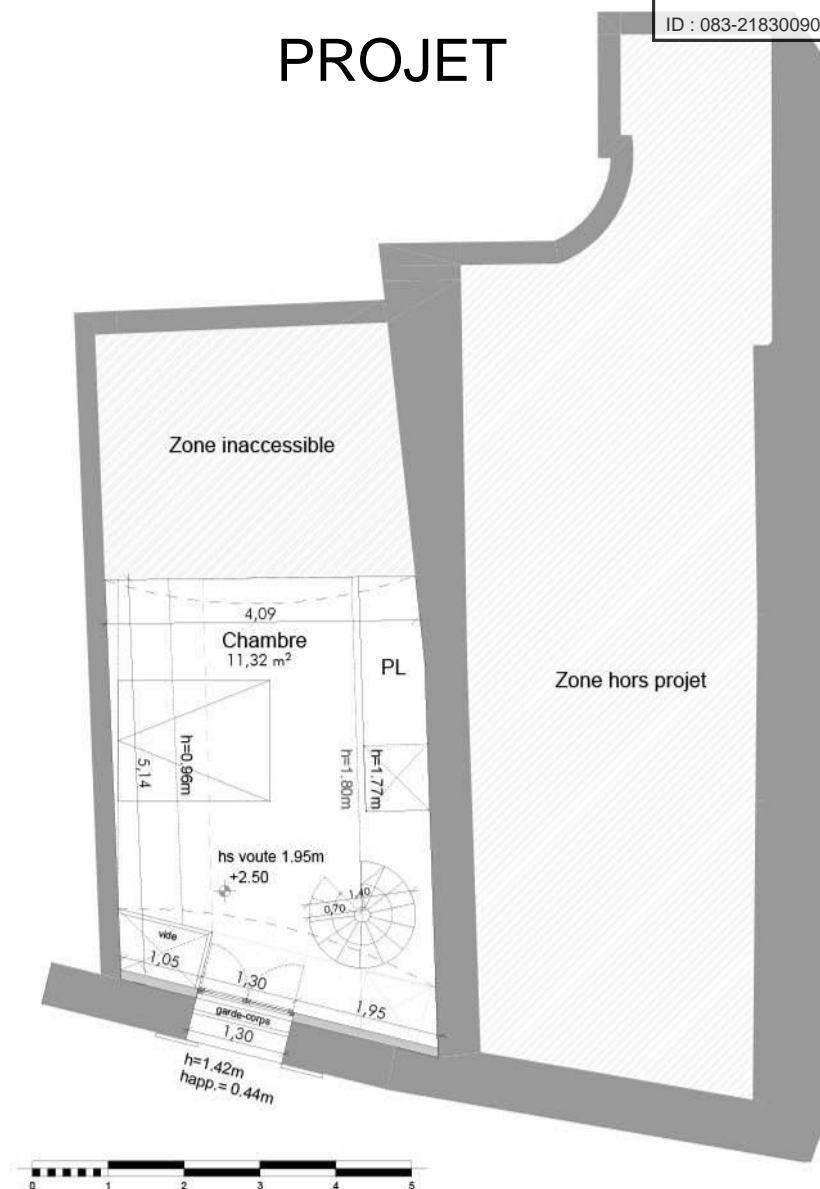 ID : 083-21830090
PROJET
Zone inaccessible
4,09
Chambre
11,32 m²
PL
Zone hors projet
5,14
h=0.96m
h=1.80m
h=1.77m
hs voute 1.95m
+2.50
1,40
0,70
vide
1,05
1,30
1,95
garde-corps
1,30
h=1.42m
happ.= 0.44m
0 1 2 3 4 5